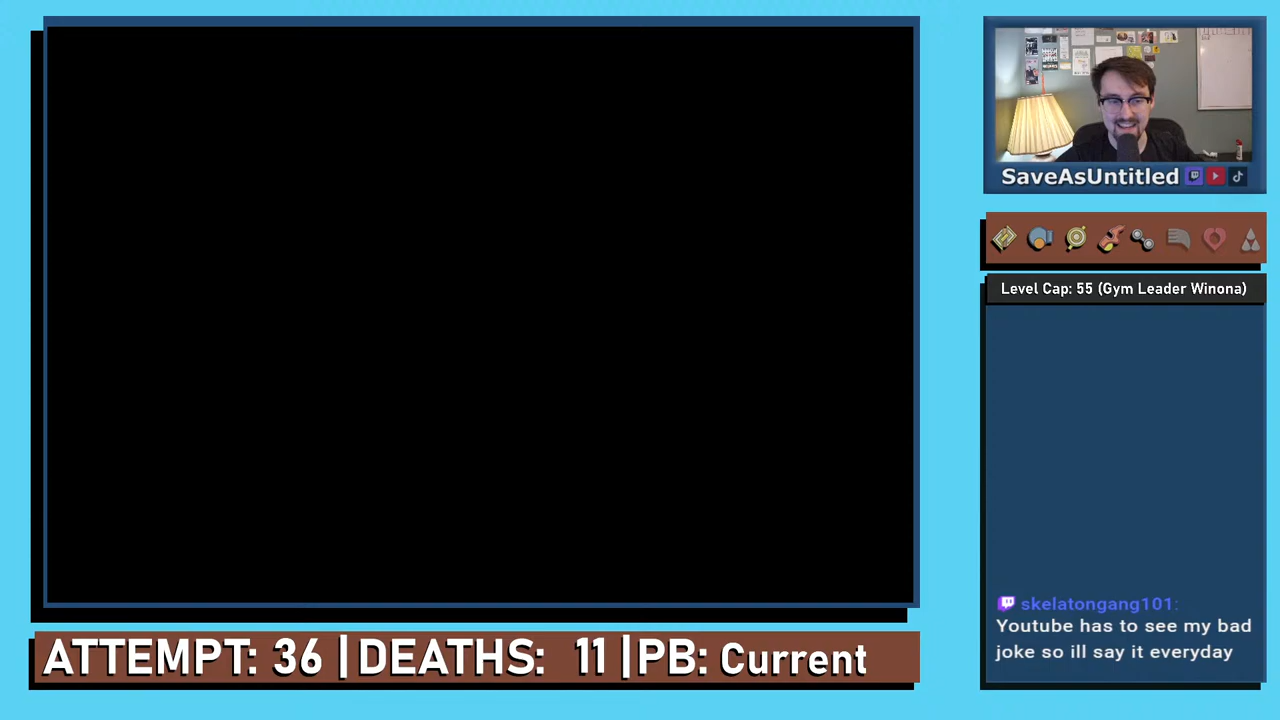 SaveAsUntitled
Level Cap: 55 (Gym Leader Winona)
skelatongang101:
Youtube has to see my bad
joke so ill say it everyday
ATTEMPT: 36 | DEATHS: 11 | PB: Current